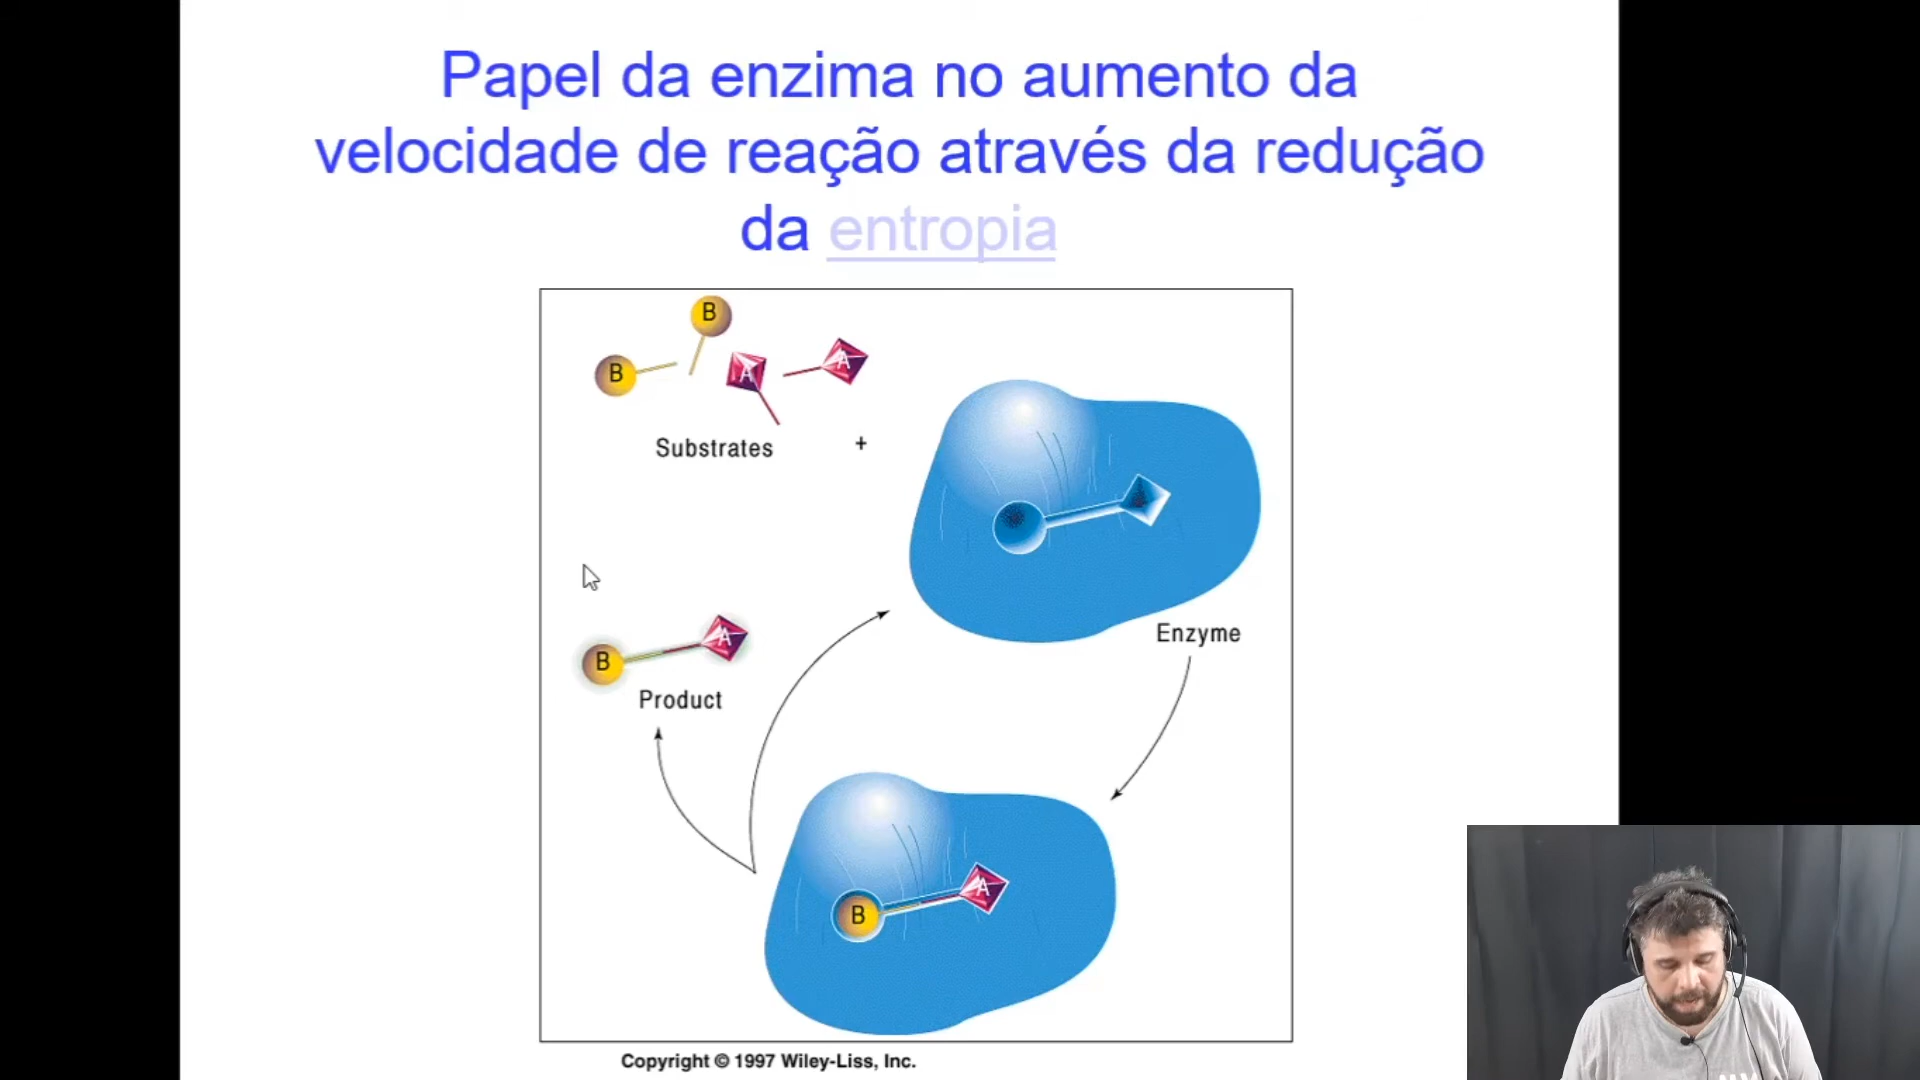 Papel da enzima no aumento da
velocidade de reação através da redução
da entropia
B
B
A
A
Substrates
+
Enzyme
B
A
Product
B
A
Copyright © 1997 Wiley-Liss, Inc.